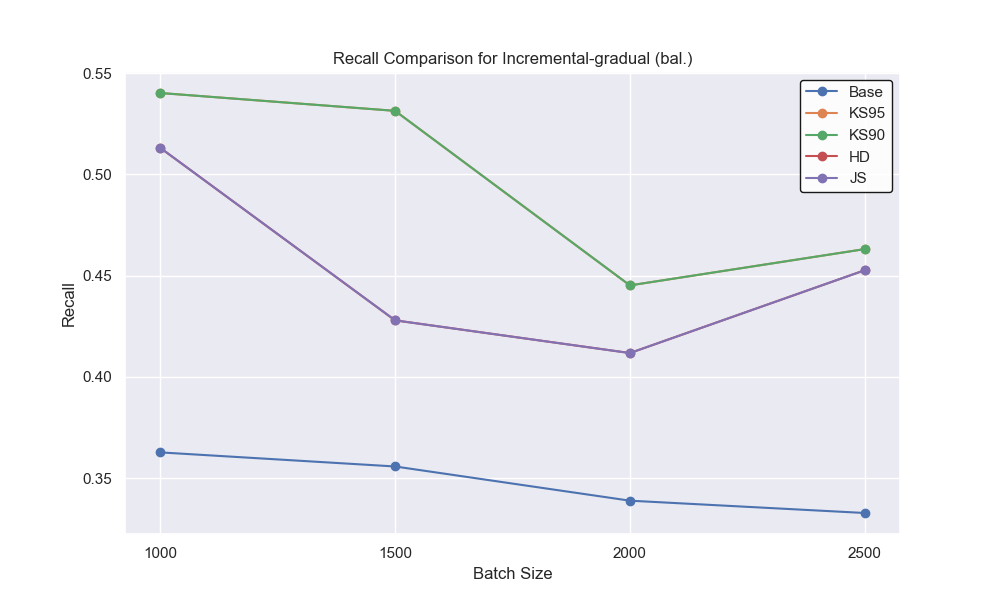 Recall Comparison for Incremental-gradual (bal.)
0.55
0.50
0.45
0.40
0.35
Recall
1000
1500
2000
2500
Batch Size
Base
KS95
KS90
HD
JS